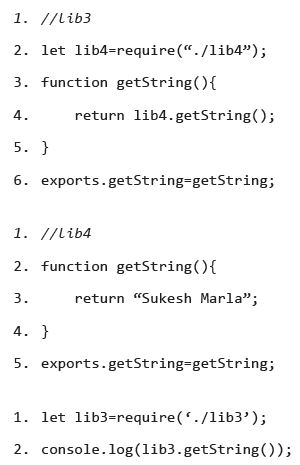 1. //lib3
2. let lib4=require(“./lib4”);
3. function getString(){
4.     return lib4.getString();
5. }
6. exports.getString=getString;
1. //lib4
2. function getString(){
3.     return “Sukesh Marla”;
4. }
5. exports.getString=getString;
1. let lib3=require(‘./lib3’);
2. console.log(lib3.getString());